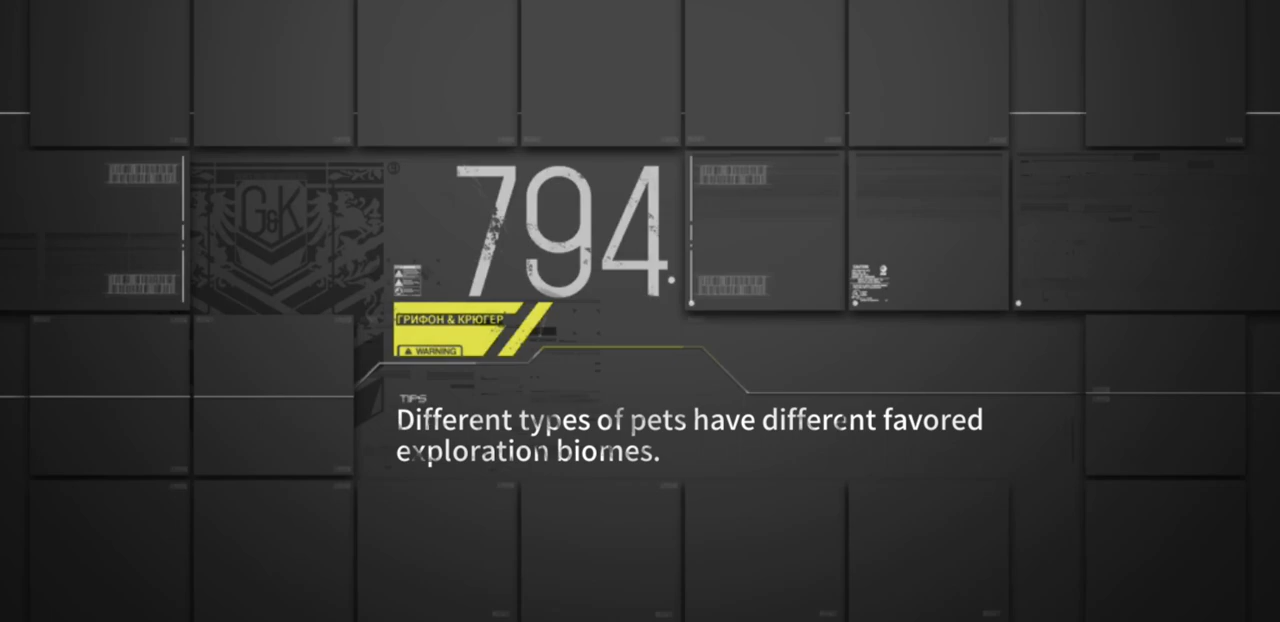 G&K
794.
ГРИФОН & КРЮГЕР
WARNING
TIPS
Different types of pets have different favored
exploration biomes.